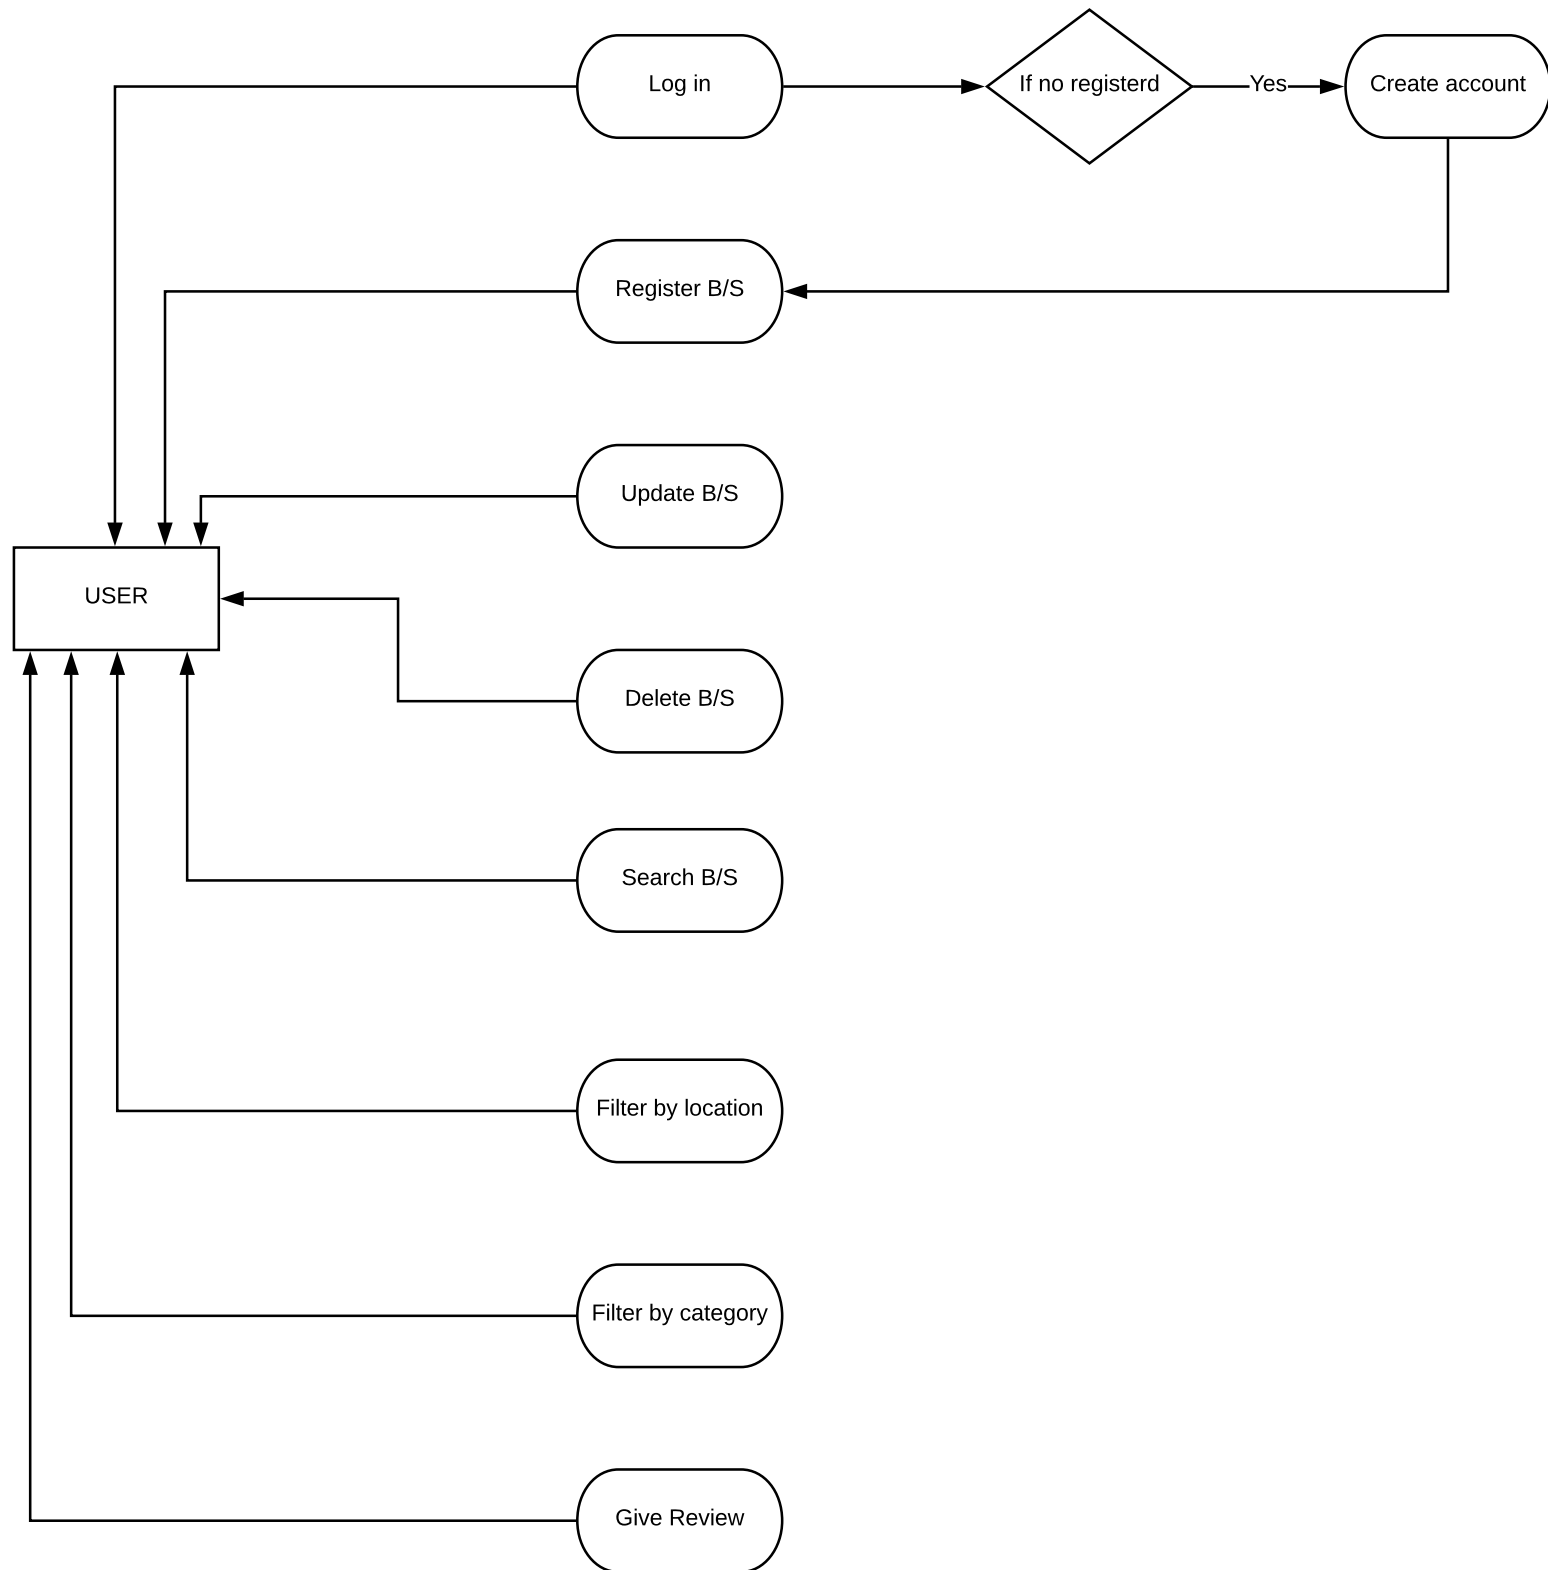 Log in
If no registerd
Yes
Create account
Register B/S
Update B/S
USER
Delete B/S
Search B/S
Filter by location
Filter by category
Give Review